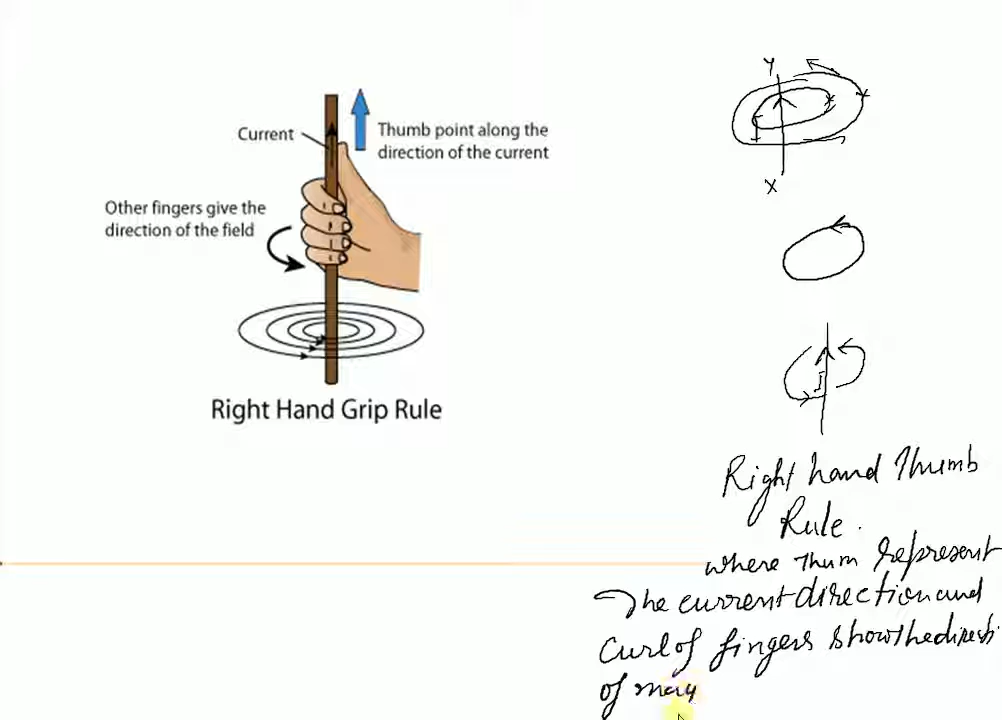 Current
Thumb point along the
direction of the current
Other fingers give the
direction of the field
Right Hand Grip Rule
Y
X
I
Right hand Thumb
Rule.
where Thum represent
The current direction and
Curl of fingers show the directi
of mag